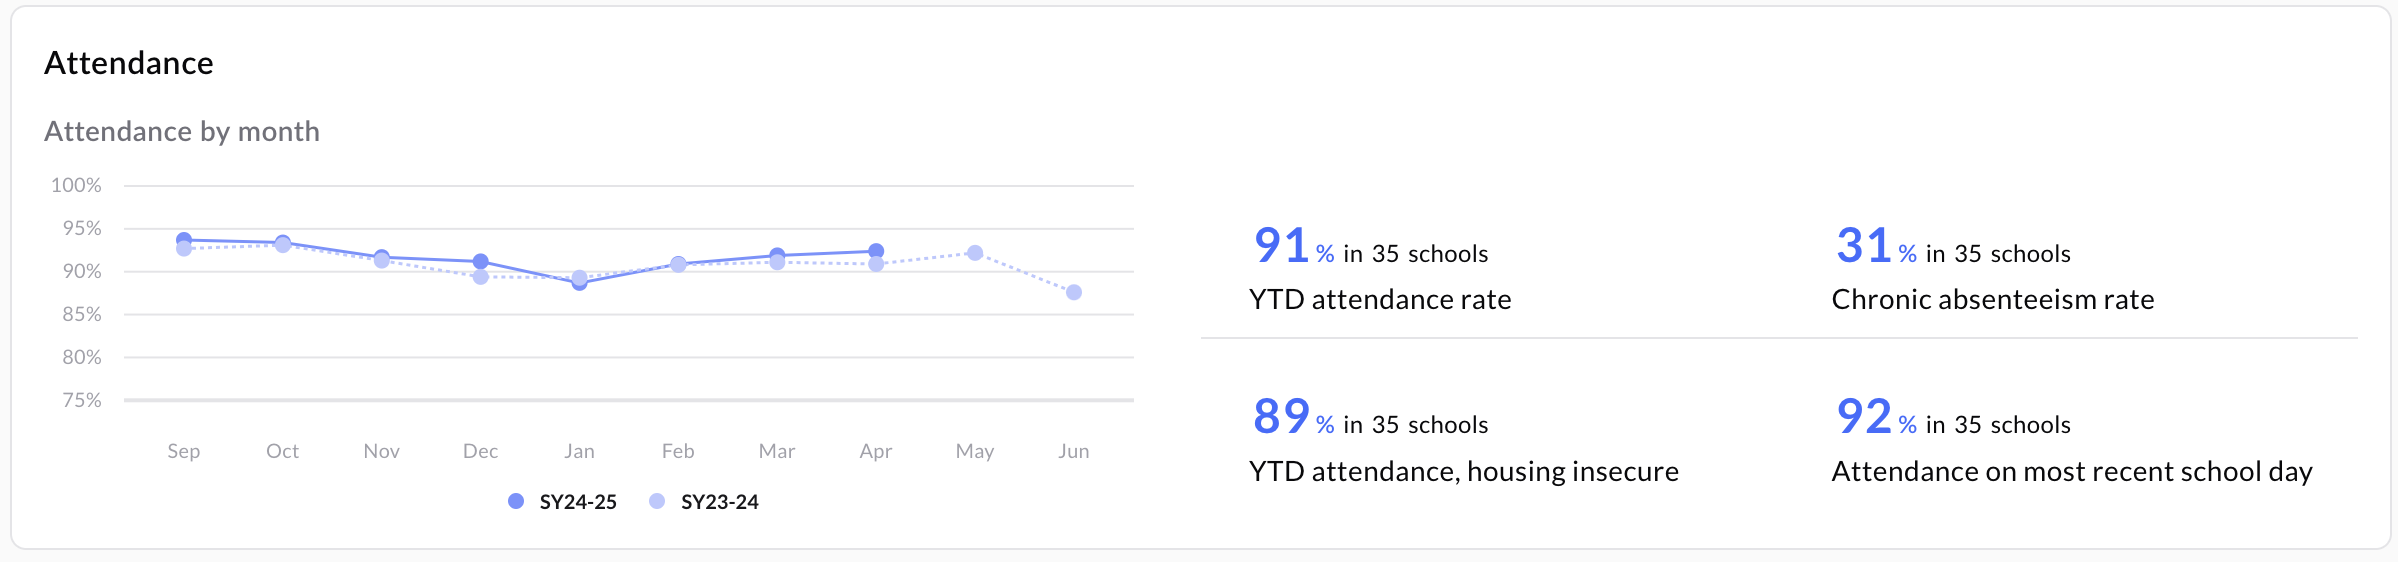 Attendance
Attendance by month
100%
95%
90%
85%
80%
75%
Sep Oct Nov Dec Jan Feb Mar Apr May Jun
SY24-25 SY23-24
91% in 35 schools
YTD attendance rate
31% in 35 schools
Chronic absenteeism rate
89% in 35 schools
YTD attendance, housing insecure
92% in 35 schools
Attendance on most recent school day